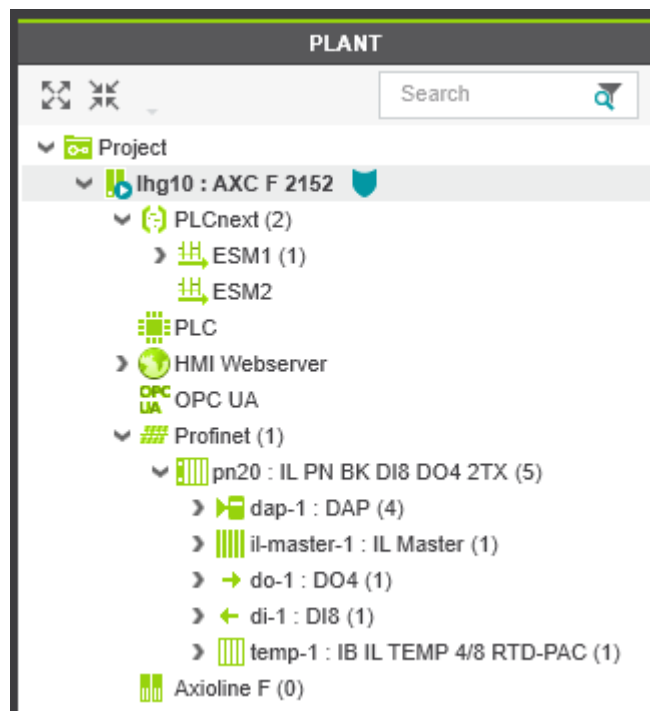 PLANT
Search
Project
lhg10 : AXC F 2152
PLCnext (2)
ESM1 (1)
ESM2
PLC
HMI Webserver
OPC UA OPC UA
Profinet (1)
pn20 : IL PN BK DI8 DO4 2TX (5)
dap-1 : DAP (4)
il-master-1 : IL Master (1)
do-1 : DO4 (1)
di-1 : DI8 (1)
temp-1 : IB IL TEMP 4/8 RTD-PAC (1)
Axioline F (0)